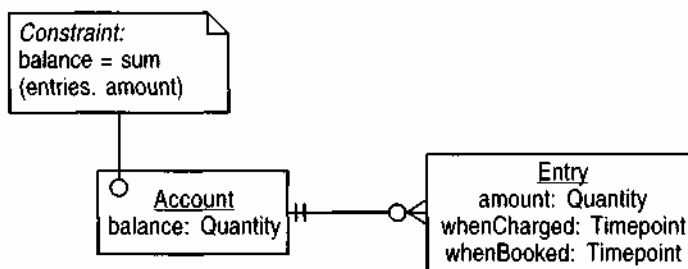 Constraint:
balance = sum
(entries. amount)
Account
balance: Quantity
Entry
amount: Quantity
whenCharged: Timepoint
whenBooked: Timepoint